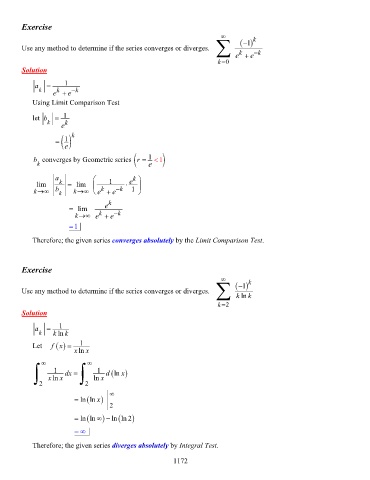 Exercise
Use any method to determine if the series converges or diverges. \sum_{k=0}^{\infty} \frac{(-1)^k}{e^k + e^{-k}}
Solution
|a_k| = \frac{1}{e^k + e^{-k}}
Using Limit Comparison Test
let |b_k| = \frac{1}{e^k}
= \left(\frac{1}{e}\right)^k
b_k converges by Geometric series \left(r = \frac{1}{e} < 1\right)
\lim_{k \to \infty} \left|\frac{a_k}{b_k}\right| = \lim_{k \to \infty} \left(\frac{1}{e^k + e^{-k}} \cdot \frac{e^k}{1}\right)
= \lim_{k \to \infty} \frac{e^k}{e^k + e^{-k}}
= 1 |
Therefore; the given series converges absolutely by the Limit Comparison Test.
Exercise
Use any method to determine if the series converges or diverges. \sum_{k=2}^{\infty} \frac{(-1)^k}{k \ln k}
Solution
|a_k| = \frac{1}{k \ln k}
Let f(x) = \frac{1}{x \ln x}
\int_2^{\infty} \frac{1}{x \ln x} dx = \int_2^{\infty} \frac{1}{\ln x} d(\ln x)
= \ln(\ln x) |_2^{\infty}
= \ln(\ln \infty) - \ln(\ln 2)
= \infty |
Therefore; the given series diverges absolutely by Integral Test.
1172